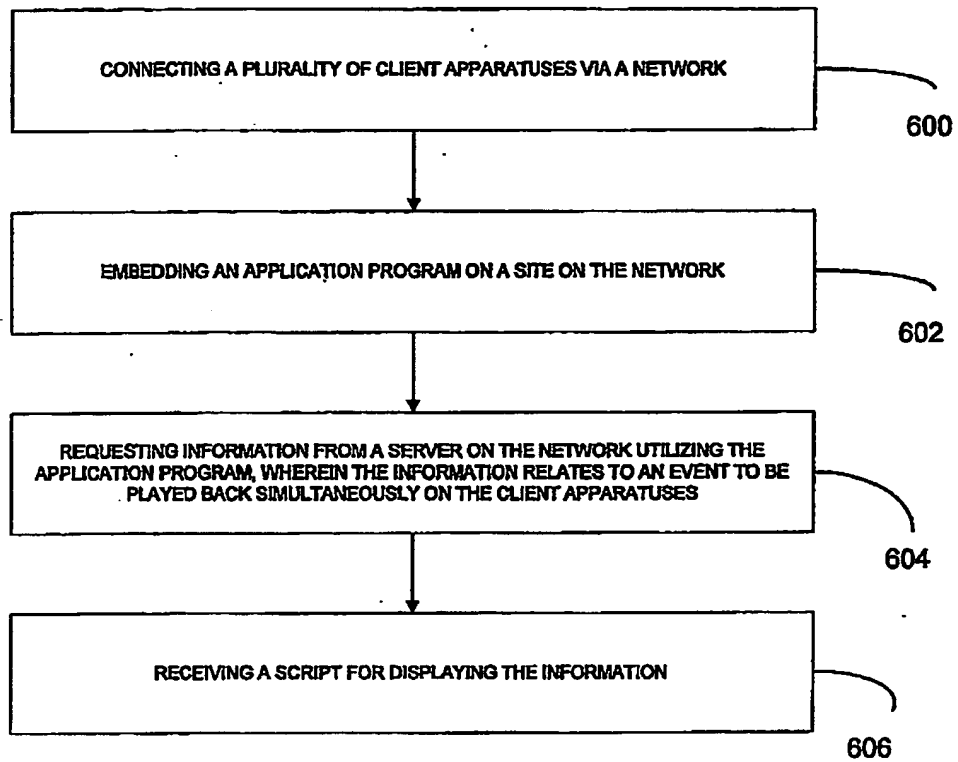 CONNECTING A PLURALITY OF CLIENT APPARATUSES VIA A NETWORK
600
EMBEDDING AN APPLICATION PROGRAM ON A SITE ON THE NETWORK
602
REQUESTING INFORMATION FROM A SERVER ON THE NETWORK UTILIZING THE
APPLICATION PROGRAM, WHEREIN THE INFORMATION RELATES TO AN EVENT TO BE
PLAYED BACK SIMULTANEOUSLY ON THE CLIENT APPARATUSES
604
RECEIVING A SCRIPT FOR DISPLAYING THE INFORMATION
606